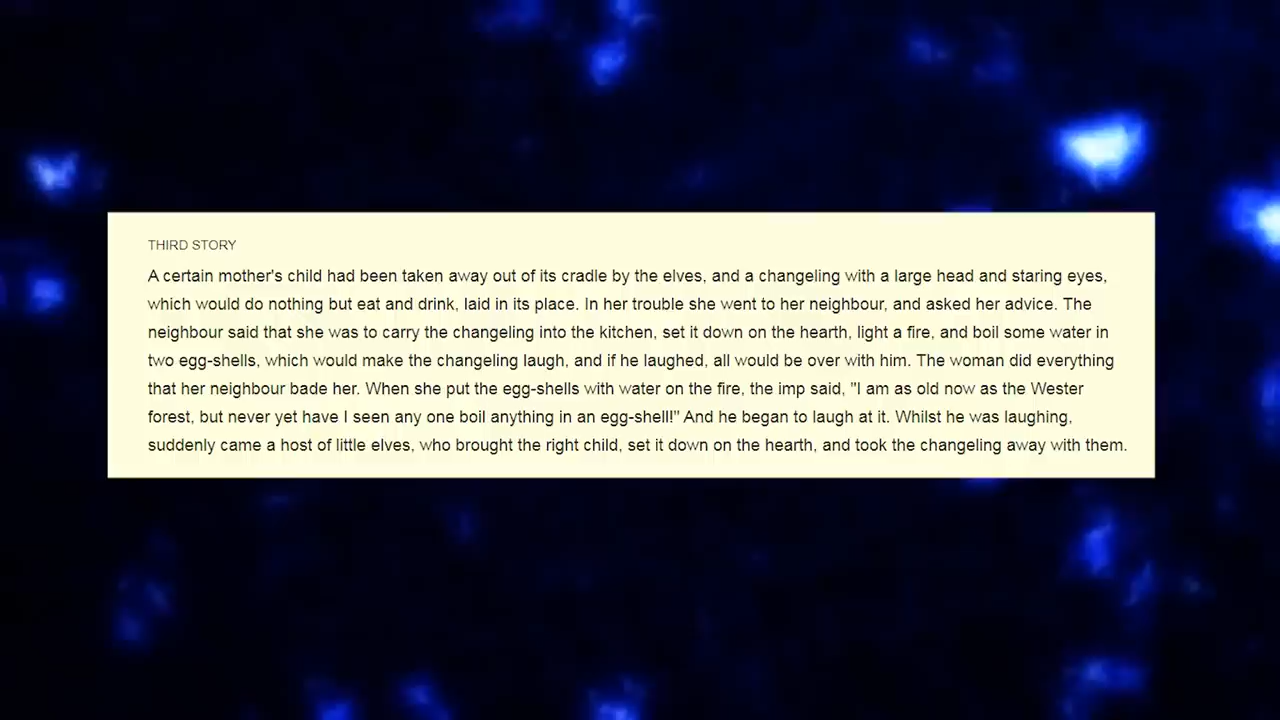 THIRD STORY
A certain mother's child had been taken away out of its cradle by the elves, and a changeling with a large head and staring eyes,
which would do nothing but eat and drink, laid in its place. In her trouble she went to her neighbour, and asked her advice. The
neighbour said that she was to carry the changeling into the kitchen, set it down on the hearth, light a fire, and boil some water in
two egg-shells, which would make the changeling laugh, and if he laughed, all would be over with him. The woman did everything
that her neighbour bade her. When she put the egg-shells with water on the fire, the imp said, "I am as old now as the Wester
forest, but never yet have I seen any one boil anything in an egg-shell!" And he began to laugh at it. Whilst he was laughing,
suddenly came a host of little elves, who brought the right child, set it down on the hearth, and took the changeling away with them.